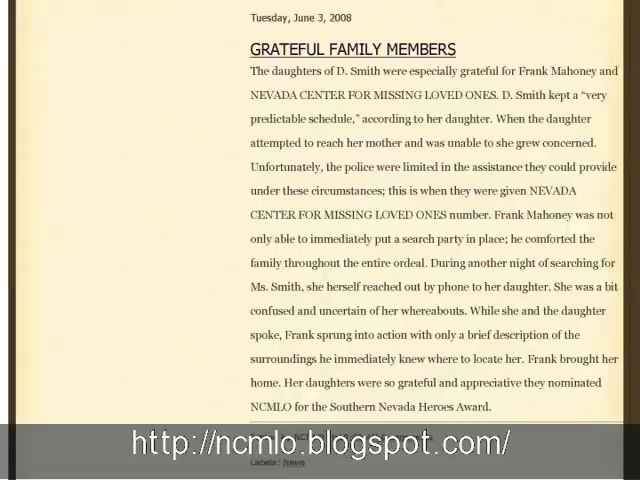 Tuesday, June 3, 2008
GRATEFUL FAMILY MEMBERS
The daughters of D. Smith were especially grateful for Frank Mahoney and
NEVADA CENTER FOR MISSING LOVED ONES. D. Smith kept a “very
predictable schedule,” according to her daughter. When the daughter
attempted to reach her mother and was unable to she grew concerned.
Unfortunately, the police were limited in the assistance they could provide
under these circumstances; this is when they were given NEVADA
CENTER FOR MISSING LOVED ONES number. Frank Mahoney was not
only able to immediately put a search party in place; he comforted the
family throughout the entire ordeal. During another night of searching for
Ms. Smith, she herself reached out by phone to her daughter. She was a bit
confused and uncertain of her whereabouts. While she and the daughter
spoke, Frank sprung into action with only a brief description of the
surroundings he immediately knew where to locate her. Frank brought her
home. Her daughters were so grateful and appreciative they nominated
NCMLO for the Southern Nevada Heroes Award.
http://ncmlo.blogspot.com/
Labels: News